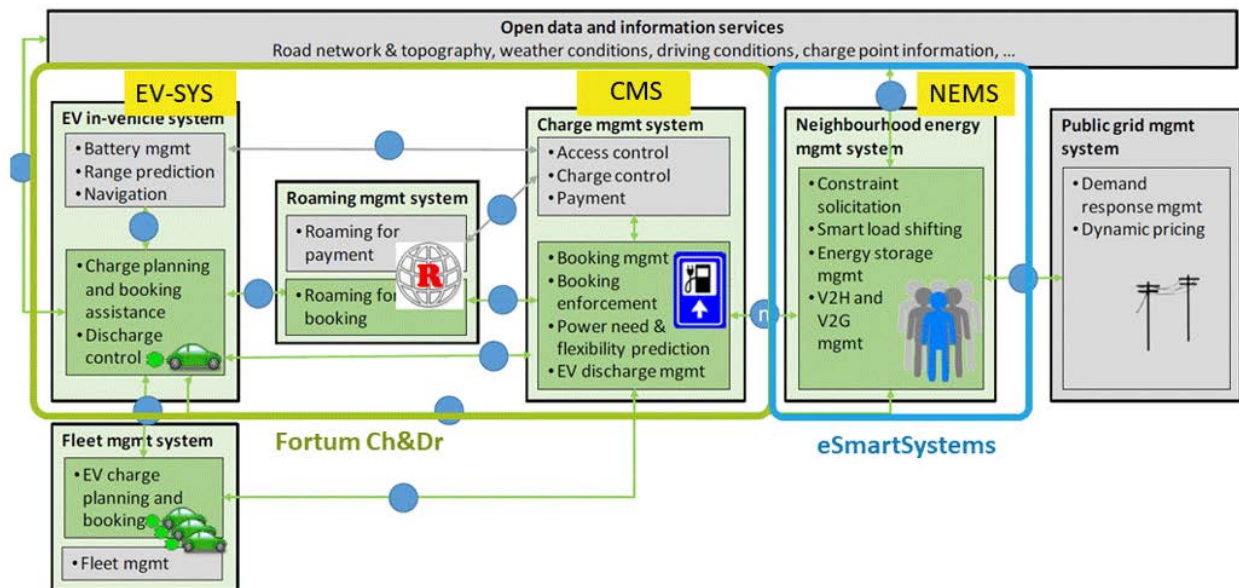 Open data and information services
Road network & topography, weather conditions, driving conditions, charge point information, ...
EV-SYS
CMS
NEMS
EV in-vehicle system
• Battery mgmt
• Range prediction
• Navigation
• Charge planning
and booking
assistance
• Discharge
control
Roaming mgmt system
• Roaming for
payment
R
• Roaming for
booking
Charge mgmt system
• Access control
• Charge control
• Payment
• Booking mgmt
• Booking
enforcement
• Power need &
flexibility prediction
• EV discharge mgmt
n
Neighbourhood energy
mgmt system
• Constraint
solicitation
• Smart load shifting
• Energy storage
mgmt
• V2H and
V2G
mgmt
Public grid mgmt
system
• Demand
response mgmt
• Dynamic pricing
Fortum Ch&Dr
eSmartSystems
Fleet mgmt system
• EV charge
planning and
booking
• Fleet mgmt